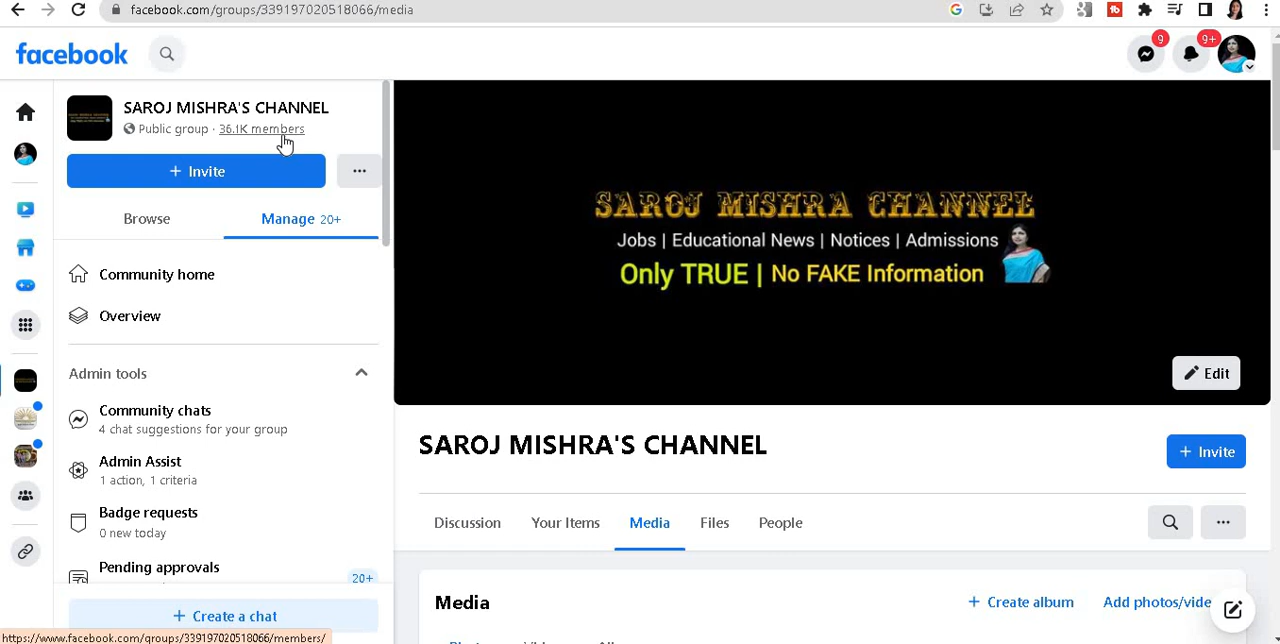 facebook.com/groups/339197020518066/media
facebook
9
9+
SAROJ MISHRA'S CHANNEL
Public group · 36.1K members
+ Invite
Browse
Manage 20+
Community home
Overview
Admin tools
Community chats
4 chat suggestions for your group
Admin Assist
1 action, 1 criteria
Badge requests
0 new today
Pending approvals
20+
+ Create a chat
https://www.facebook.com/groups/339197020518066/members/
SAROJ MISHRA CHANNEL
Jobs | Educational News | Notices | Admissions
Only TRUE | No FAKE Information
Edit
SAROJ MISHRA'S CHANNEL
+ Invite
Discussion
Your Items
Media
Files
People
Media
+ Create album
Add photos/vide